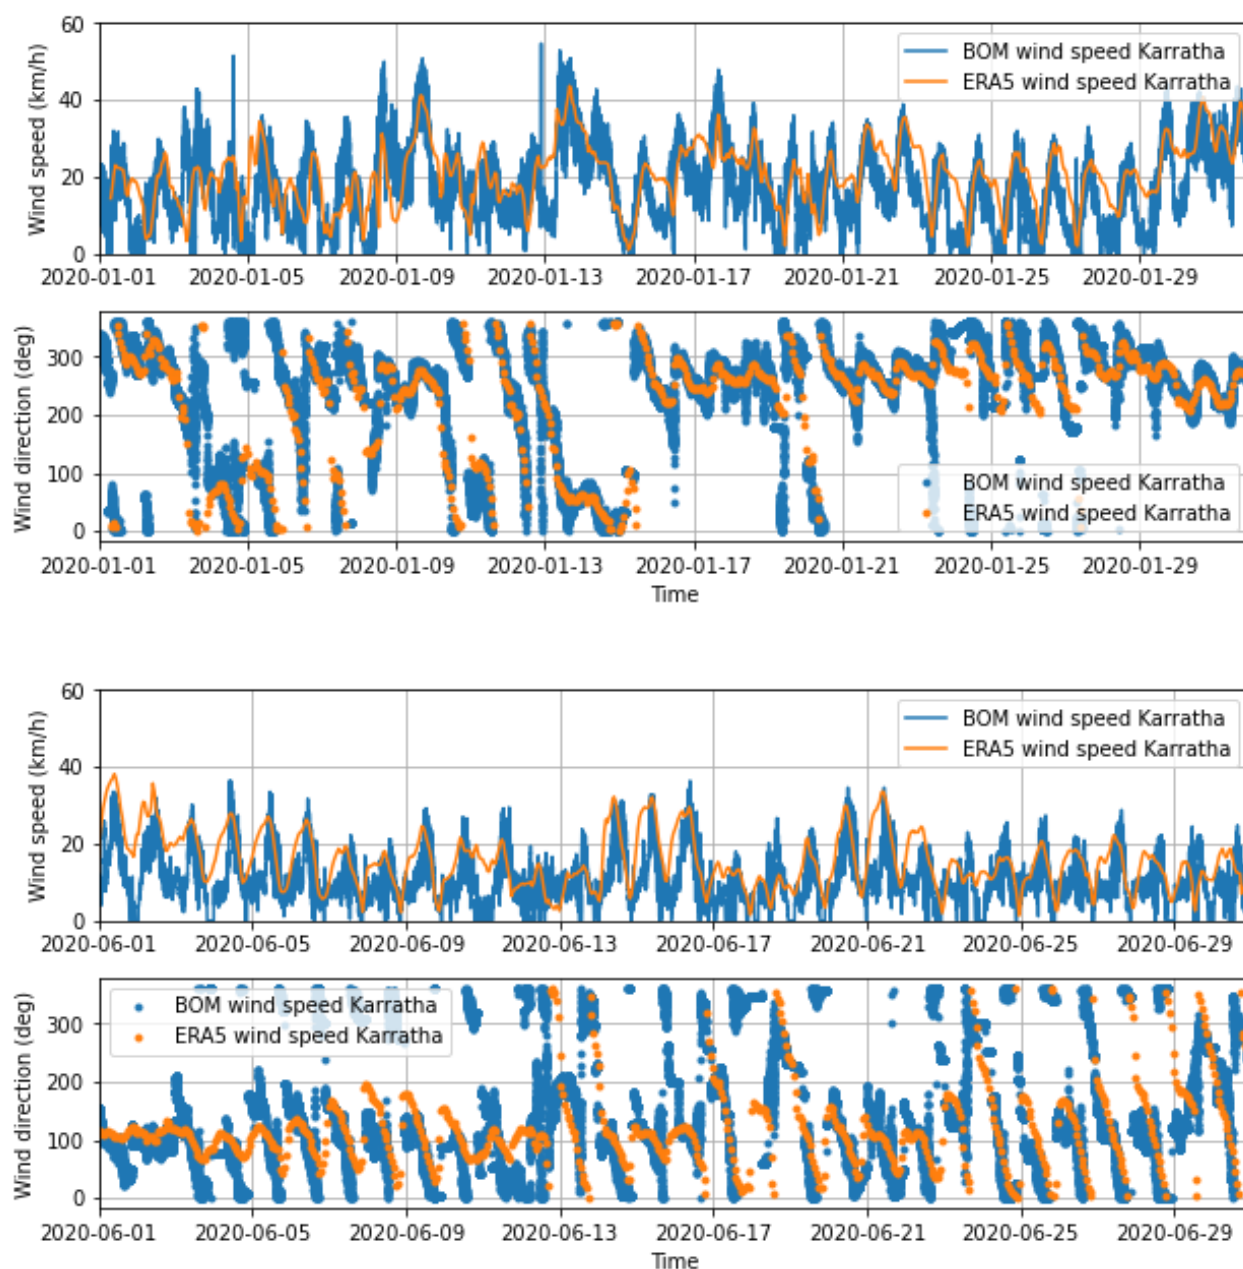 60
40
20
0
Wind speed (km/h)
BOM wind speed Karratha
ERA5 wind speed Karratha
2020-01-01 2020-01-05 2020-01-09 2020-01-13 2020-01-17 2020-01-21 2020-01-25 2020-01-29
300
200
100
0
Wind direction (deg)
BOM wind speed Karratha
ERA5 wind speed Karratha
2020-01-01 2020-01-05 2020-01-09 2020-01-13 2020-01-17 2020-01-21 2020-01-25 2020-01-29
Time
60
40
20
0
Wind speed (km/h)
BOM wind speed Karratha
ERA5 wind speed Karratha
2020-06-01 2020-06-05 2020-06-09 2020-06-13 2020-06-17 2020-06-21 2020-06-25 2020-06-29
300
200
100
0
Wind direction (deg)
BOM wind speed Karratha
ERA5 wind speed Karratha
2020-06-01 2020-06-05 2020-06-09 2020-06-13 2020-06-17 2020-06-21 2020-06-25 2020-06-29
Time